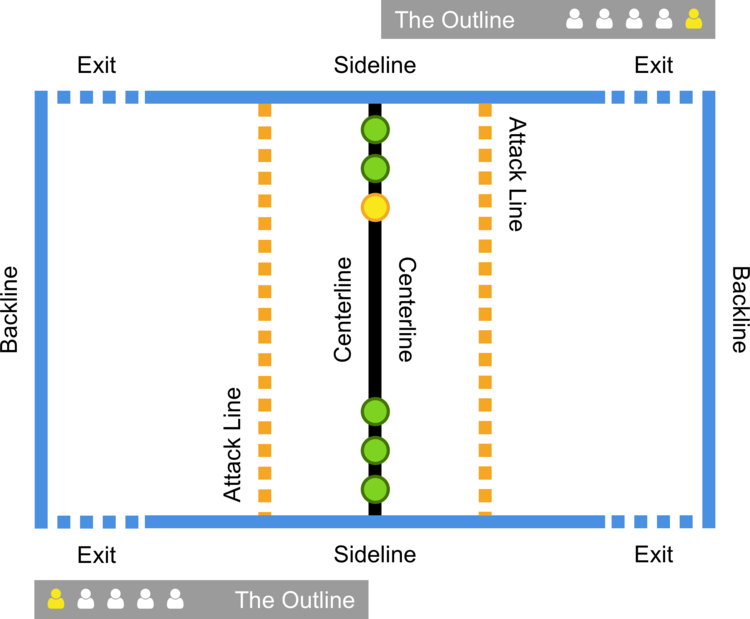 The Outline
Exit
Sideline
Exit
Attack Line
Backline
Centerline
Centerline
Backline
Attack Line
Exit
Sideline
Exit
The Outline